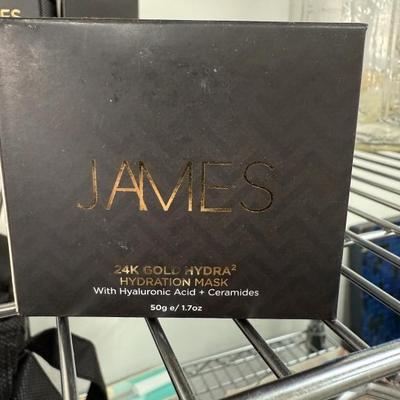 JAMES
24K GOLD HYDRA²
HYDRATION MASK
With Hyaluronic Acid + Ceramides
50g e/ 1.7oz